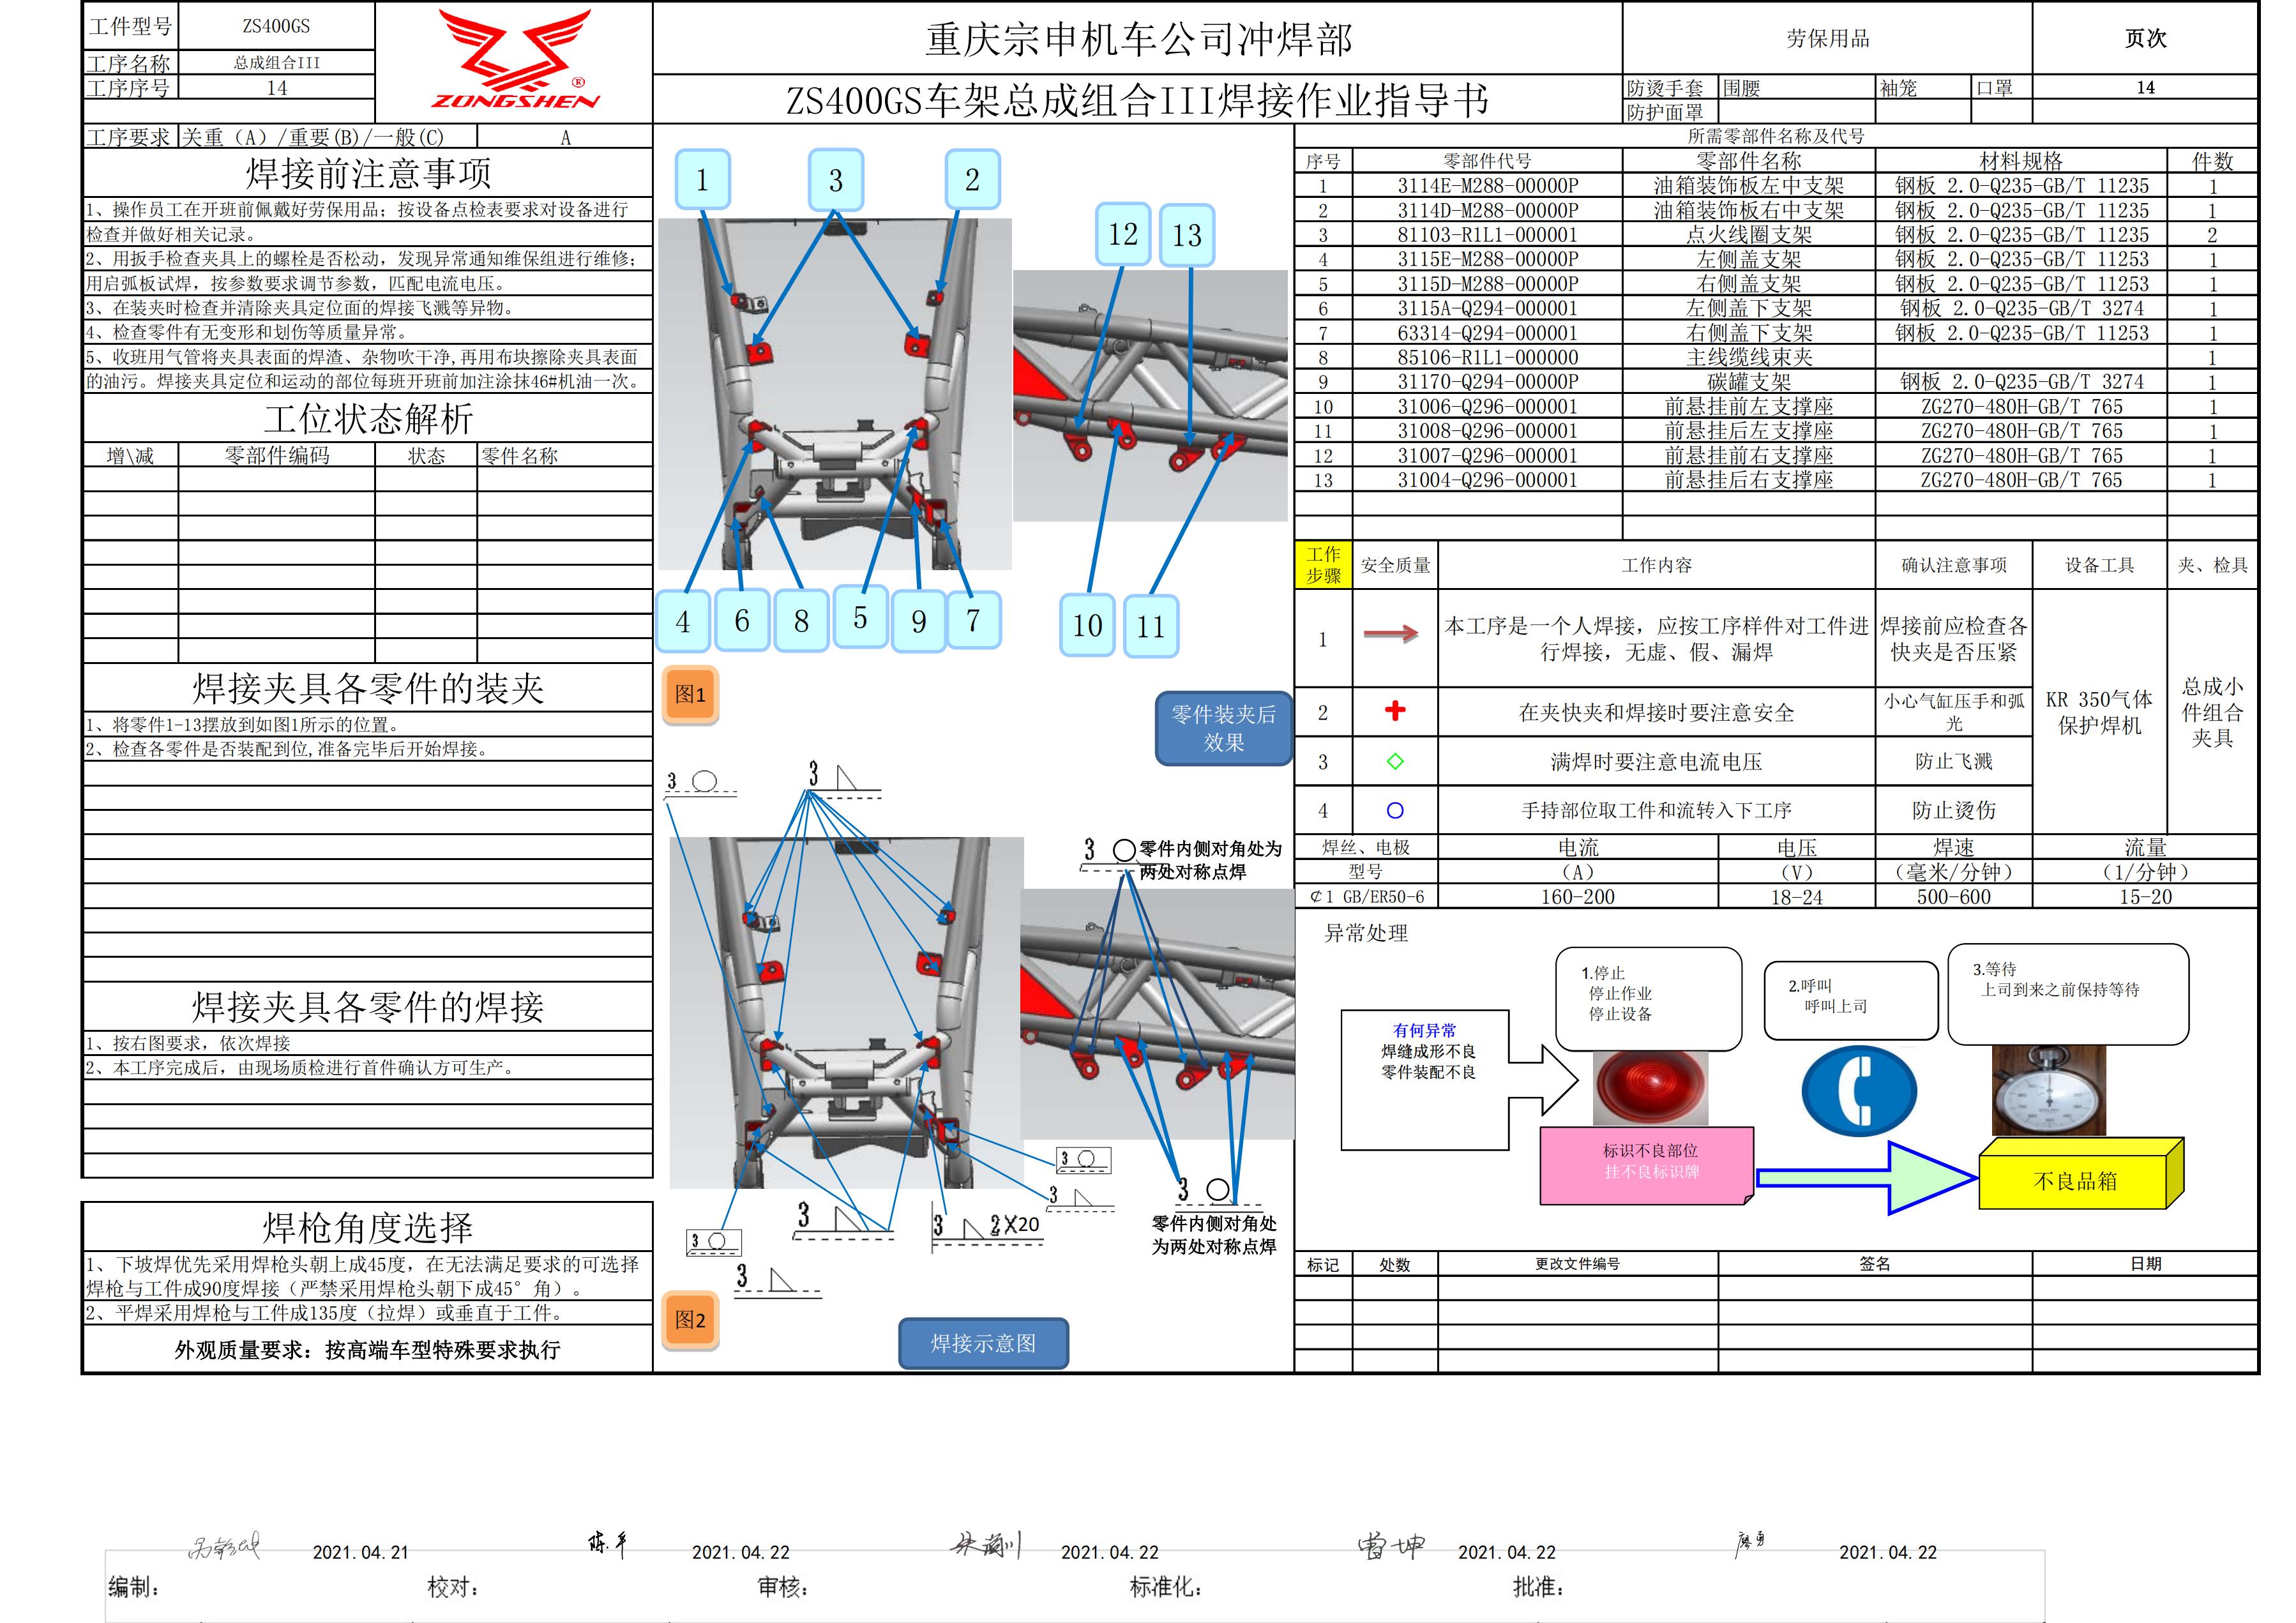 工件型号 ZS400GS
工序名称 总成组合III
工序序号 14
ZONGSHEN ®
重庆宗申机车公司冲焊部
ZS400GS车架总成组合III焊接作业指导书
劳保用品 页次
防烫手套 围腰 袖笼 口罩 14
防护面罩
工序要求 关重（A）/重要(B)/一般(C) A
焊接前注意事项
1、操作员工在开班前佩戴好劳保用品；按设备点检表要求对设备进行
检查并做好相关记录。
2、用扳手检查夹具上的螺栓是否松动，发现异常通知维保组进行维修；
用启弧板试焊，按参数要求调节参数，匹配电流电压。
3、在装夹时检查并清除夹具定位面的焊接飞溅等异物。
4、检查零件有无变形和划伤等质量异常。
5、收班用气管将夹具表面的焊渣、杂物吹干净,再用布块擦除夹具表面
的油污。焊接夹具定位和运动的部位每班开班前加注涂抹46#机油一次。
工位状态解析
增\减 零部件编码 状态 零件名称
焊接夹具各零件的装夹
1、将零件1-13摆放到如图1所示的位置。
2、检查各零件是否装配到位,准备完毕后开始焊接。
焊接夹具各零件的焊接
1、按右图要求，依次焊接
2、本工序完成后，由现场质检进行首件确认方可生产。
焊枪角度选择
1、下坡焊优先采用焊枪头朝上成45度，在无法满足要求的可选择
焊枪与工件成90度焊接（严禁采用焊枪头朝下成45°角）。
2、平焊采用焊枪与工件成135度（拉焊）或垂直于工件。
外观质量要求：按高端车型特殊要求执行
1 3 2
12 13
4 6 8 5 9 7
10 11
图1
零件装夹后
效果
3
3
3 零件内侧对角处为
两处对称点焊
3
3
3
3
3 2X20
3
3
零件内侧对角处
为两处对称点焊
图2
焊接示意图
所需零部件名称及代号
序号 零部件代号 零部件名称 材料规格 件数
1 3114E-M288-00000P 油箱装饰板左中支架 钢板 2.0-Q235-GB/T 11235 1
2 3114D-M288-00000P 油箱装饰板右中支架 钢板 2.0-Q235-GB/T 11235 1
3 81103-R1L1-000001 点火线圈支架 钢板 2.0-Q235-GB/T 11235 2
4 3115E-M288-00000P 左侧盖支架 钢板 2.0-Q235-GB/T 11253 1
5 3115D-M288-00000P 右侧盖支架 钢板 2.0-Q235-GB/T 11253 1
6 3115A-Q294-000001 左侧盖下支架 钢板 2.0-Q235-GB/T 3274 1
7 63314-Q294-000001 右侧盖下支架 钢板 2.0-Q235-GB/T 11253 1
8 85106-R1L1-000000 主线缆线束夹 1
9 31170-Q294-00000P 碳罐支架 钢板 2.0-Q235-GB/T 3274 1
10 31006-Q296-000001 前悬挂前左支撑座 ZG270-480H-GB/T 765 1
11 31008-Q296-000001 前悬挂后左支撑座 ZG270-480H-GB/T 765 1
12 31007-Q296-000001 前悬挂前右支撑座 ZG270-480H-GB/T 765 1
13 31004-Q296-000001 前悬挂后右支撑座 ZG270-480H-GB/T 765 1
工作
步骤 安全质量 工作内容 确认注意事项 设备工具 夹、检具
1 本工序是一个人焊接，应按工序样件对工件进
行焊接，无虚、假、漏焊 焊接前应检查各
快夹是否压紧
2 在夹快夹和焊接时要注意安全 小心气缸压手和弧
光
3 满焊时要注意电流电压 防止飞溅
4 手持部位取工件和流转入下工序 防止烫伤
KR 350气体
保护焊机
总成小
件组合
夹具
焊丝、电极 电流 电压 焊速 流量
型号 （A） （V） （毫米/分钟） （1/分钟）
¢1 GB/ER50-6 160-200 18-24 500-600 15-20
异常处理
有何异常
焊缝成形不良
零件装配不良
1.停止
停止作业
停止设备
2.呼叫
呼叫上司
3.等待
上司到来之前保持等待
标识不良部位
挂不良标识牌
不良品箱
标记 处数 更改文件编号 签名 日期
2021.04.21 2021.04.22 2021.04.22 雷坤 2021.04.22 廖勇 2021.04.22
编制： 校对： 审核： 标准化： 批准：